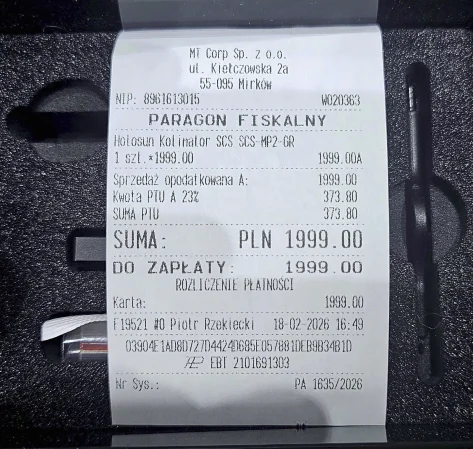 MT Corp Sp. z o.o.
ul. Kiełczowska 2a
55-095 Mirków
NIP: 8961613015 W020363
PARAGON FISKALNY
Holosun Kolimator SCS SCS-MP2-GR
1 szt.*1999.00 1999.00A
Sprzedaż opodatkowana A: 1999.00
Kwota PTU A 23% 373.80
SUMA PTU 373.80
SUMA: PLN 1999.00
DO ZAPŁATY: 1999.00
ROZLICZENIE PŁATNOŚCI
Karta: 1999.00
F19521 #0 Piotr Rzekiecki 18-02-2026 16:49
03904E1AD8D727D4424D685E057881DEB9B34B1D
EBT 2101691303
Nr Sys.: PA 1635/2026